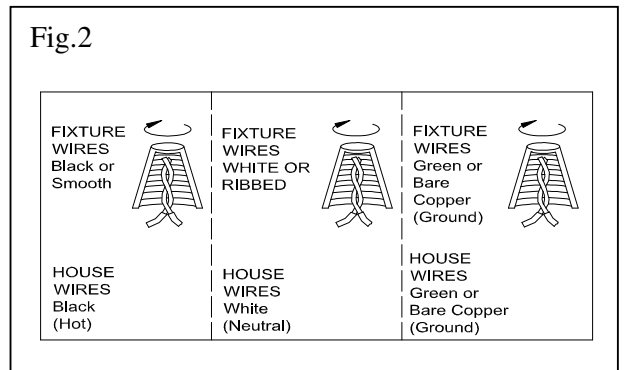 Fig.2
FIXTURE
WIRES
Black or
Smooth
HOUSE
WIRES
Black
(Hot)
FIXTURE
WIRES
WHITE OR
RIBBED
HOUSE
WIRES
White
(Neutral)
FIXTURE
WIRES
Green or
Bare
Copper
(Ground)
HOUSE
WIRES
Green or
Bare Copper
(Ground)